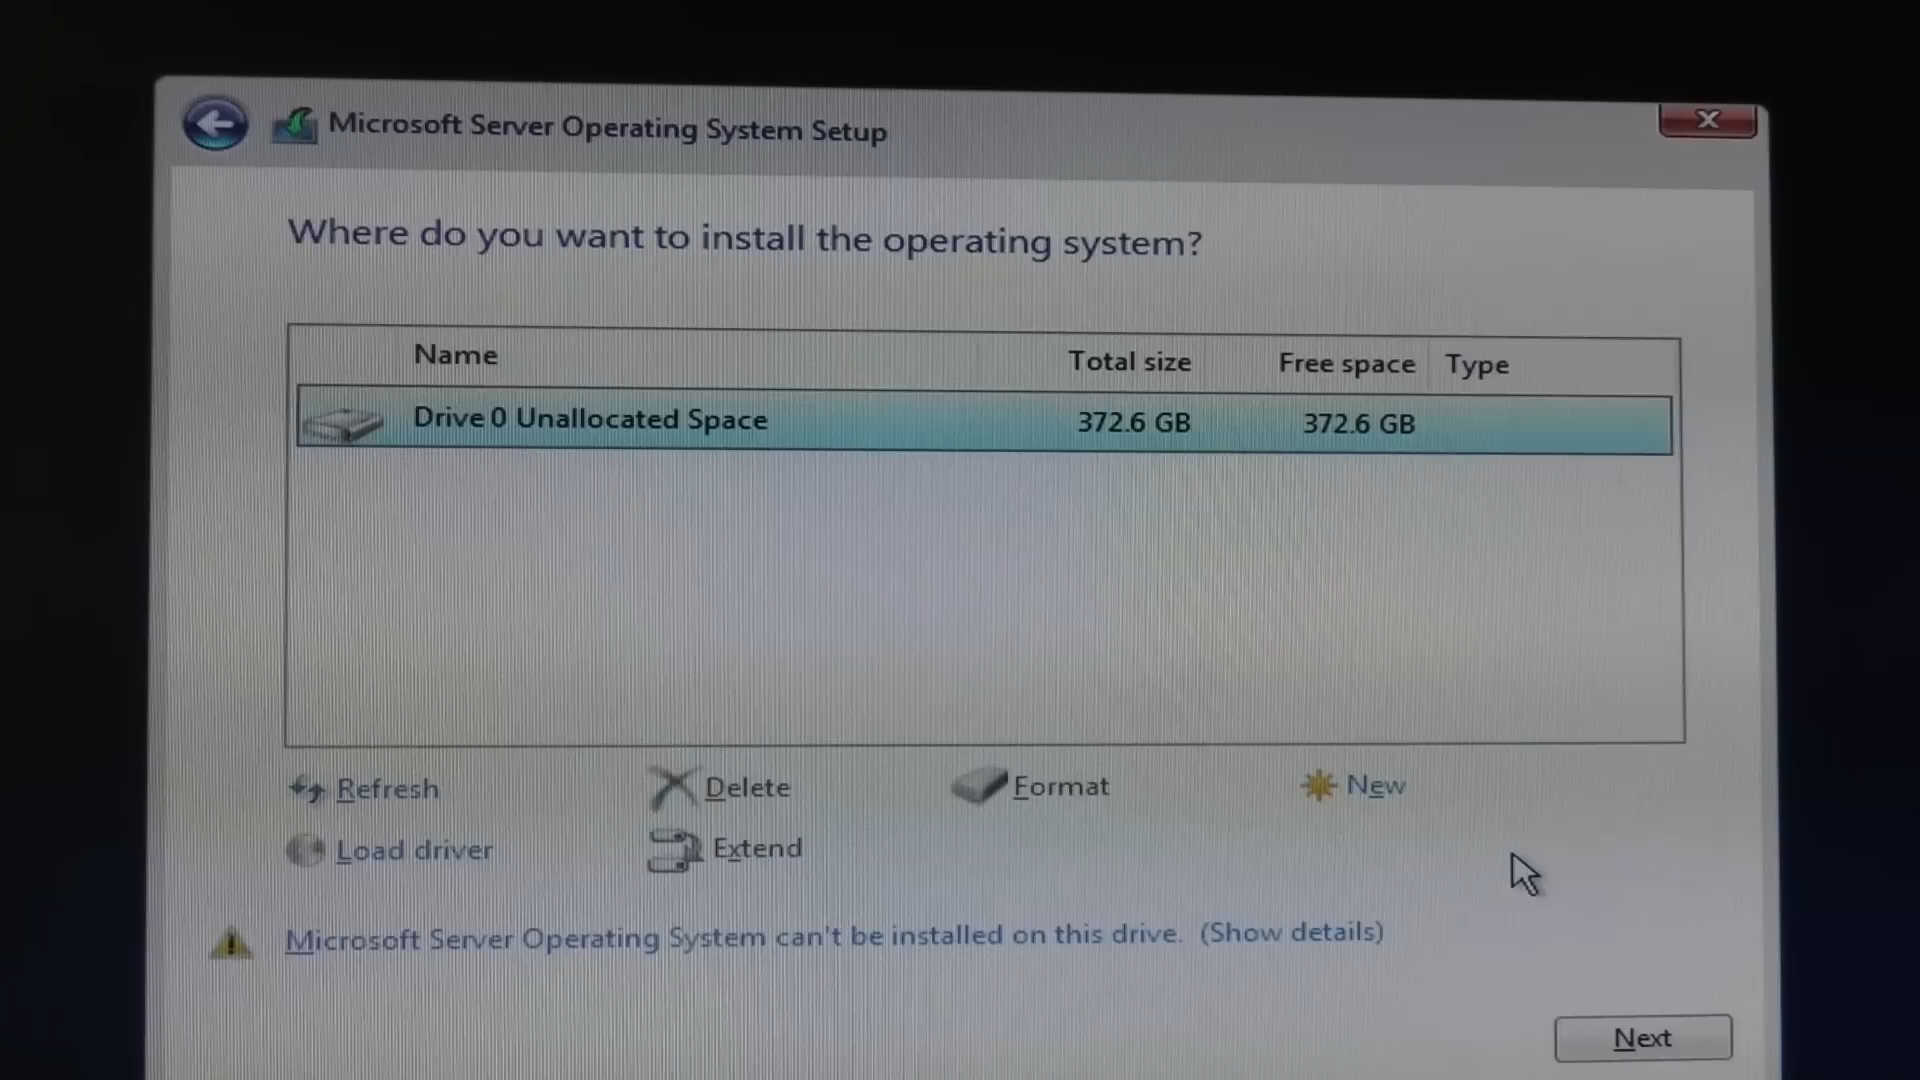 Microsoft Server Operating System Setup
X
Where do you want to install the operating system?
Name Total size Free space Type
Drive 0 Unallocated Space 372.6 GB 372.6 GB
Refresh Delete Format New
Load driver Extend
Microsoft Server Operating System can't be installed on this drive. (Show details)
Next